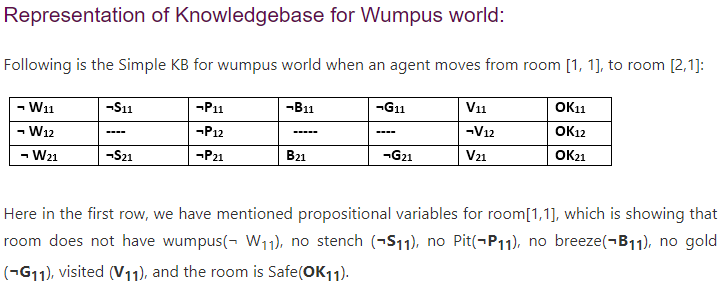 Representation of Knowledgebase for Wumpus world:
Following is the Simple KB for wumpus world when an agent moves from room [1, 1], to room [2,1]:
¬ W11 ¬S11 ¬P11 ¬B11 ¬G11 V11 OK11
¬ W12 ---- ¬P12 ----- ---- ¬V12 OK12
¬ W21 ¬S21 ¬P21 B21 ¬G21 V21 OK21
Here in the first row, we have mentioned propositional variables for room[1,1], which is showing that
room does not have wumpus(¬ W11), no stench (¬S11), no Pit(¬P11), no breeze(¬B11), no gold
(¬G11), visited (V11), and the room is Safe(OK11).